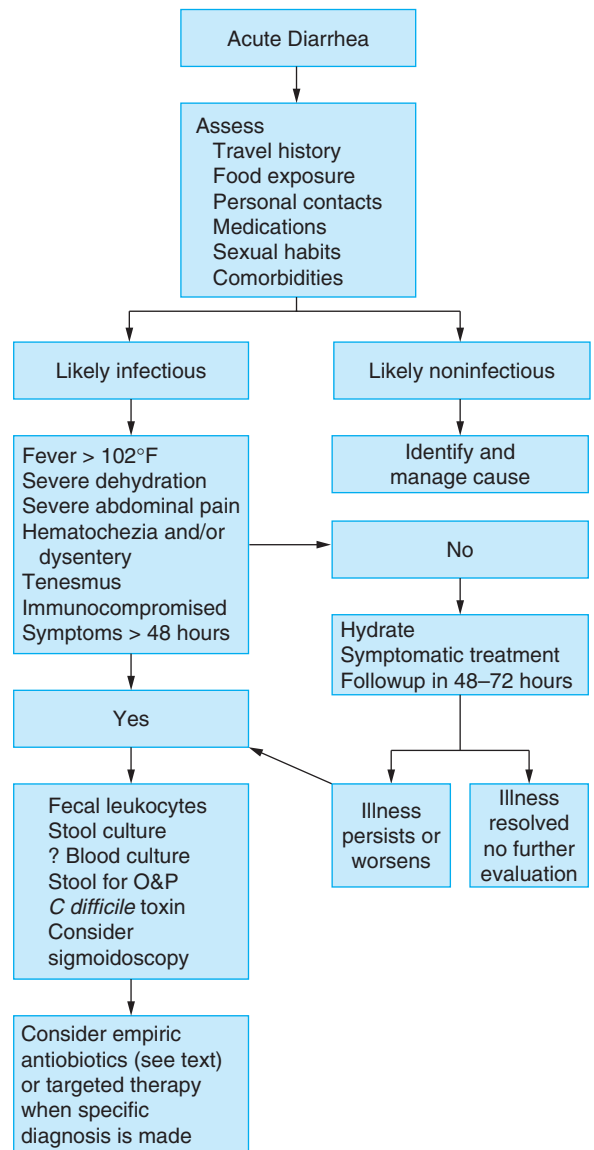 Acute Diarrhea
Assess
Travel history
Food exposure
Personal contacts
Medications
Sexual habits
Comorbidities
Likely infectious
Likely noninfectious
Fever > 102°F
Severe dehydration
Severe abdominal pain
Hematochezia and/or
dysentery
Tenesmus
Immunocompromised
Symptoms > 48 hours
Identify and
manage cause
No
Hydrate
Symptomatic treatment
Followup in 48–72 hours
Yes
Illness
persists or
worsens
Illness
resolved
no further
evaluation
Fecal leukocytes
Stool culture
? Blood culture
Stool for O&P
C difficile toxin
Consider
sigmoidoscopy
Consider empiric
antiobiotics (see text)
or targeted therapy
when specific
diagnosis is made